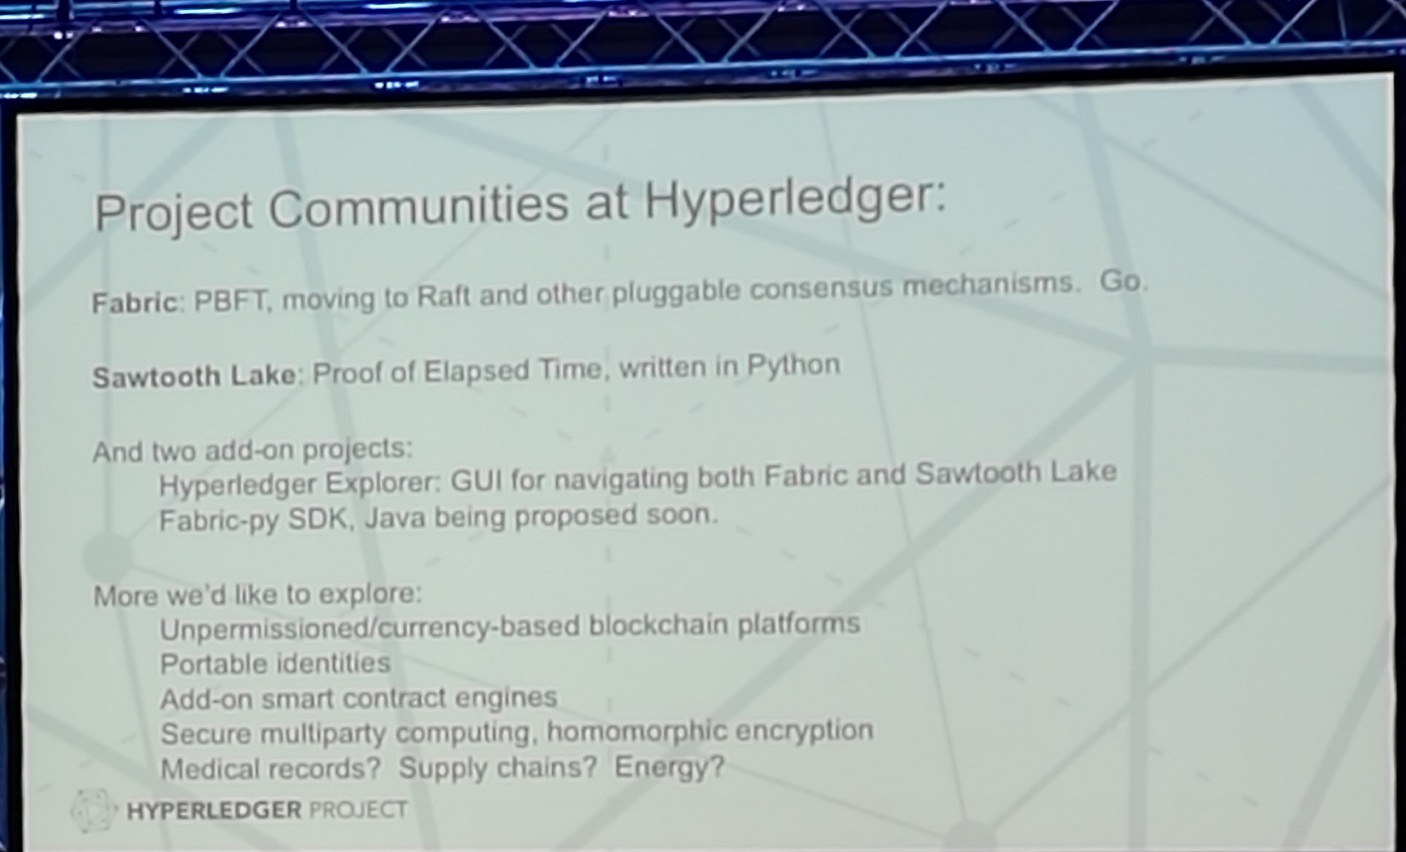 Project Communities at Hyperledger:
Fabric: PBFT, moving to Raft and other pluggable consensus mechanisms. Go.
Sawtooth Lake: Proof of Elapsed Time, written in Python
And two add-on projects:
Hyperledger Explorer: GUI for navigating both Fabric and Sawtooth Lake
Fabric-py SDK, Java being proposed soon.
More we'd like to explore:
Unpermissioned/currency-based blockchain platforms
Portable identities
Add-on smart contract engines
Secure multiparty computing, homomorphic encryption
Medical records? Supply chains? Energy?
HYPERLEDGER PROJECT